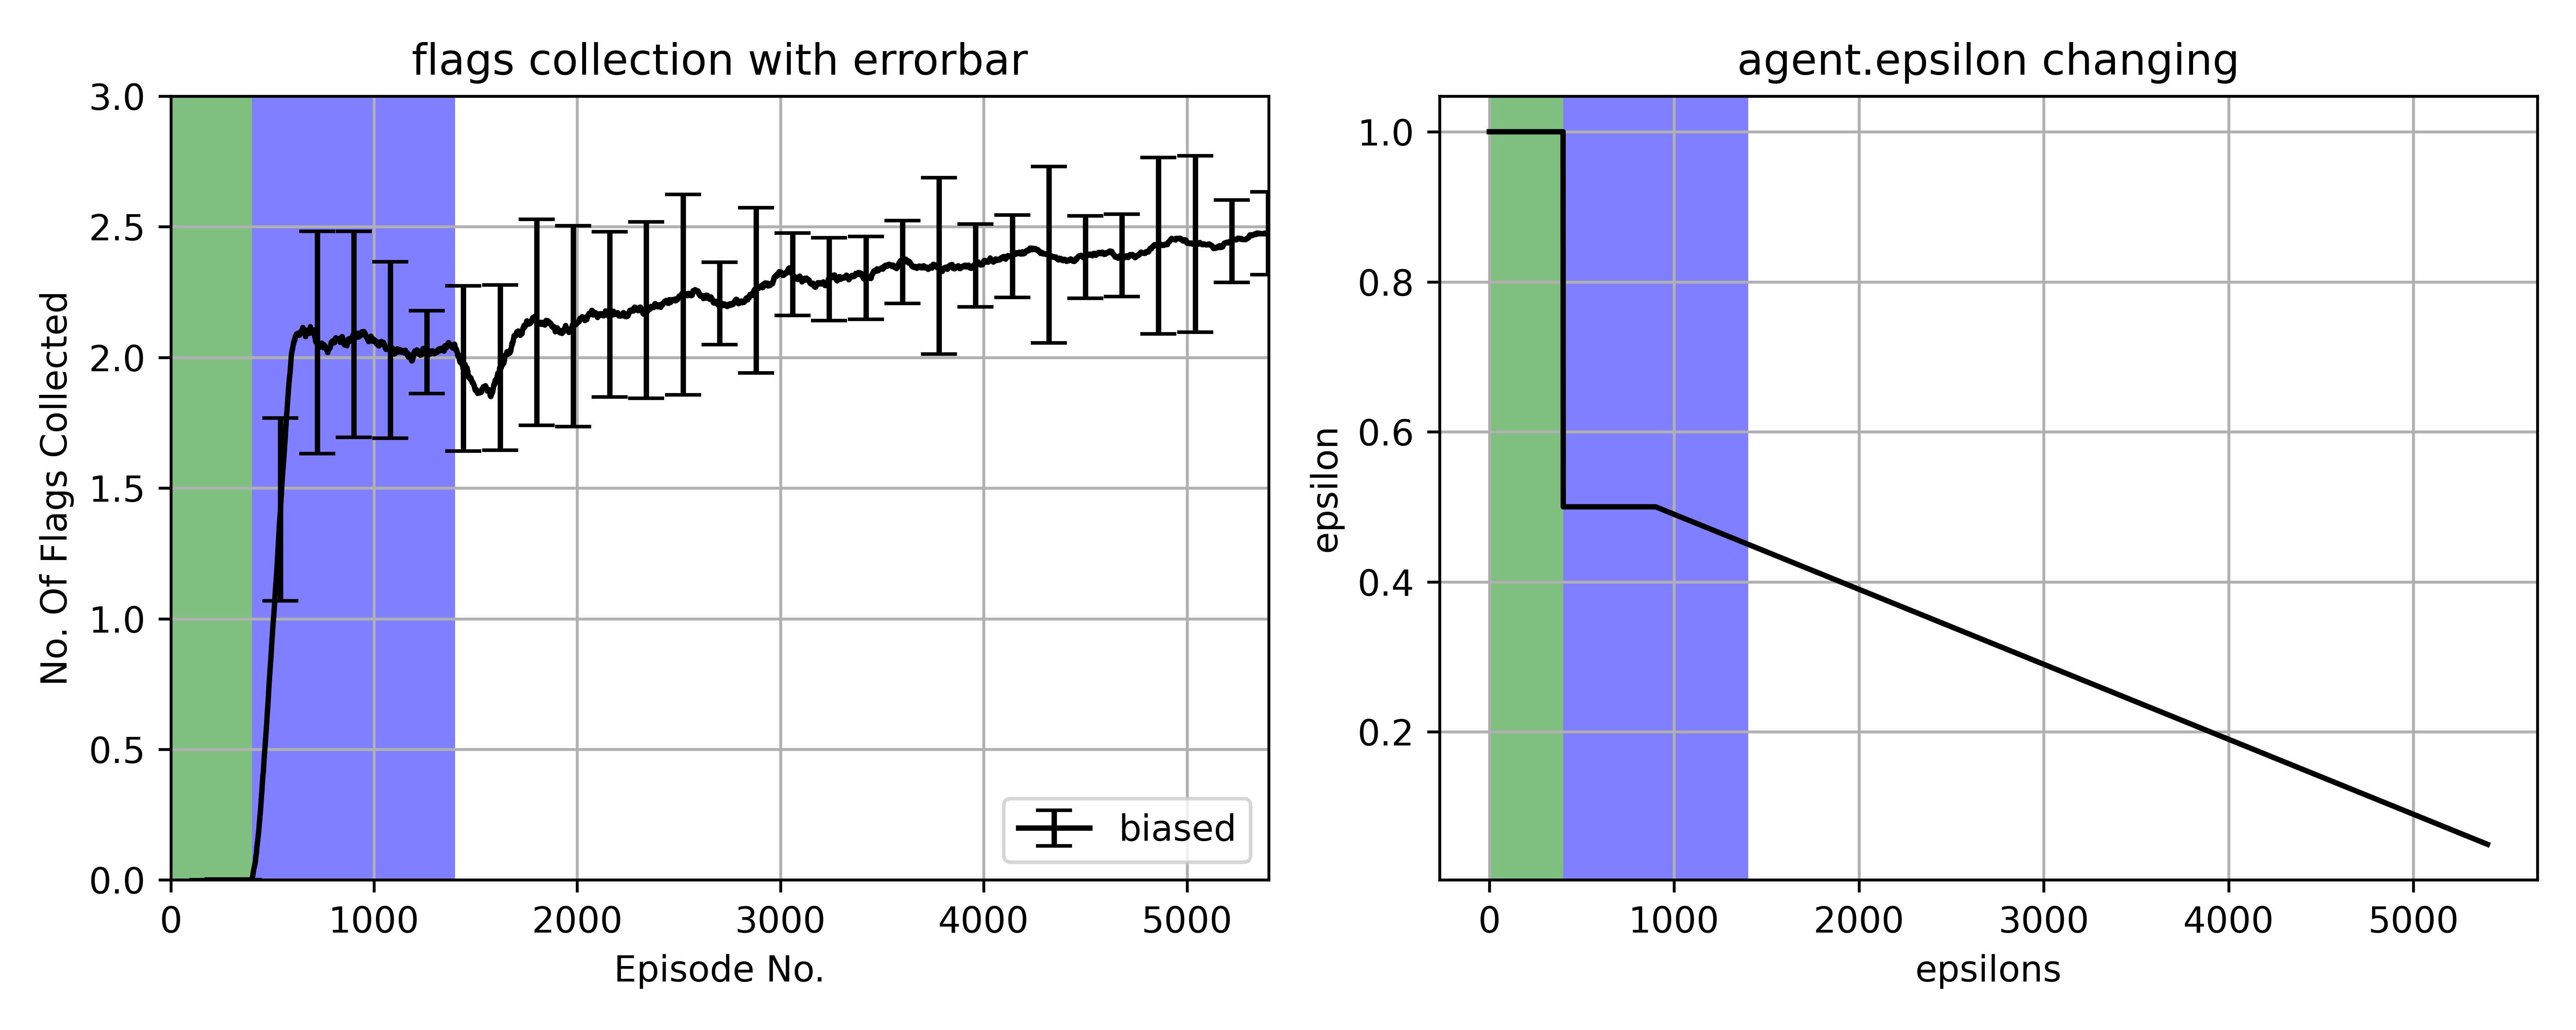 flags collection with errorbar
3.0
2.5
2.0
1.5
1.0
0.5
0.0
No. Of Flags Collected
0 1000 2000 3000 4000 5000
Episode No.
biased
agent.epsilon changing
1.0
0.8
0.6
0.4
0.2
epsilon
0 1000 2000 3000 4000 5000
epsilons